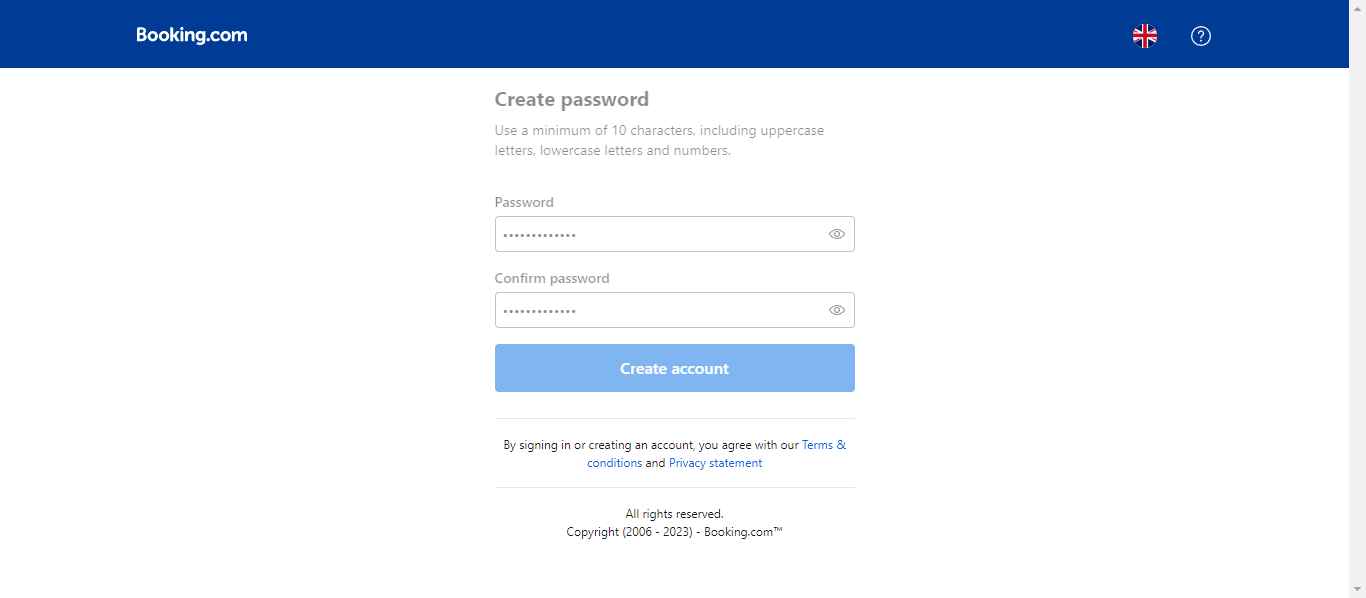 Booking.com
Create password
Use a minimum of 10 characters, including uppercase
letters, lowercase letters and numbers.
Password
•••••••••••••
Confirm password
•••••••••••••
Create account
By signing in or creating an account, you agree with our Terms &
conditions and Privacy statement
All rights reserved.
Copyright (2006 - 2023) - Booking.com™